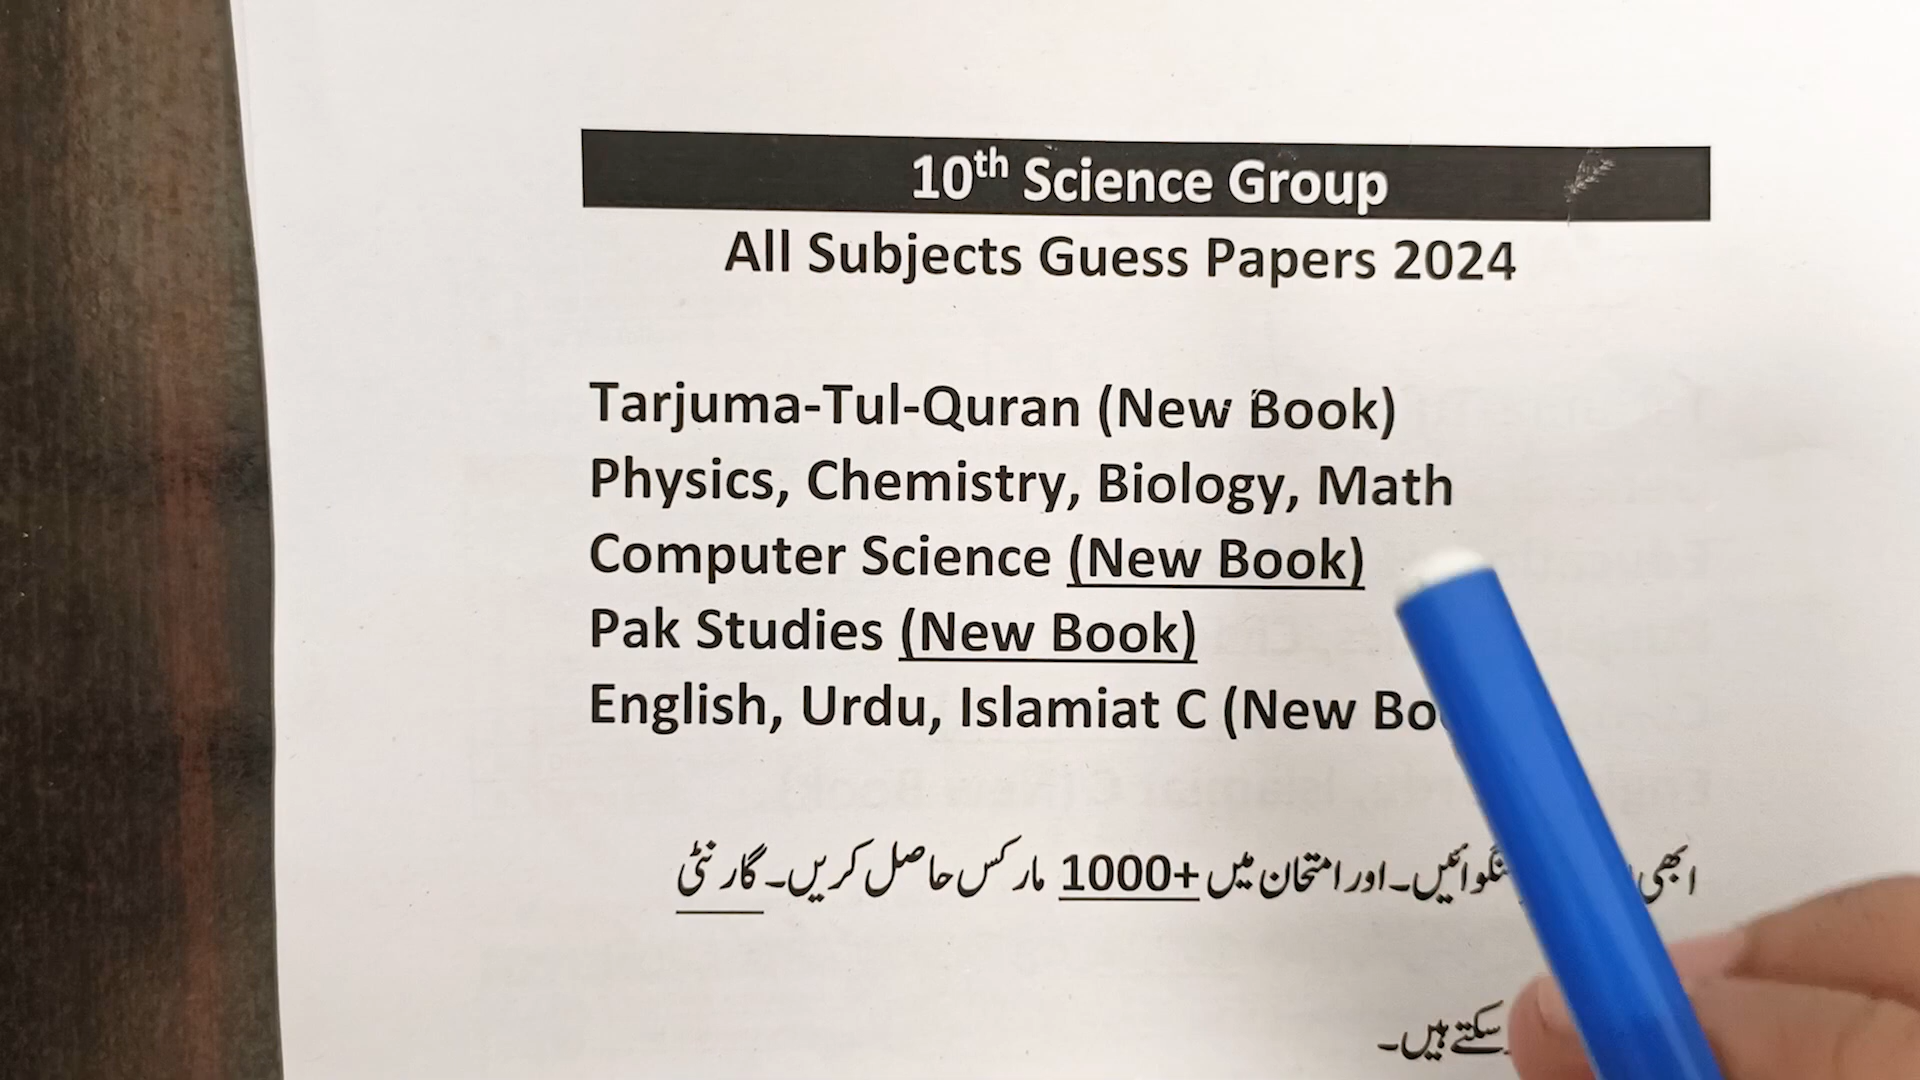 10th Science Group
All Subjects Guess Papers 2024
Tarjuma-Tul-Quran (New Book)
Physics, Chemistry, Biology, Math
Computer Science (New Book)
Pak Studies (New Book)
English, Urdu, Islamiat C (New
ابھی منگوائیں۔ اور امتحان میں 1000+ مارکس حاصل کریں۔ گارنٹی
سکتے ہیں۔